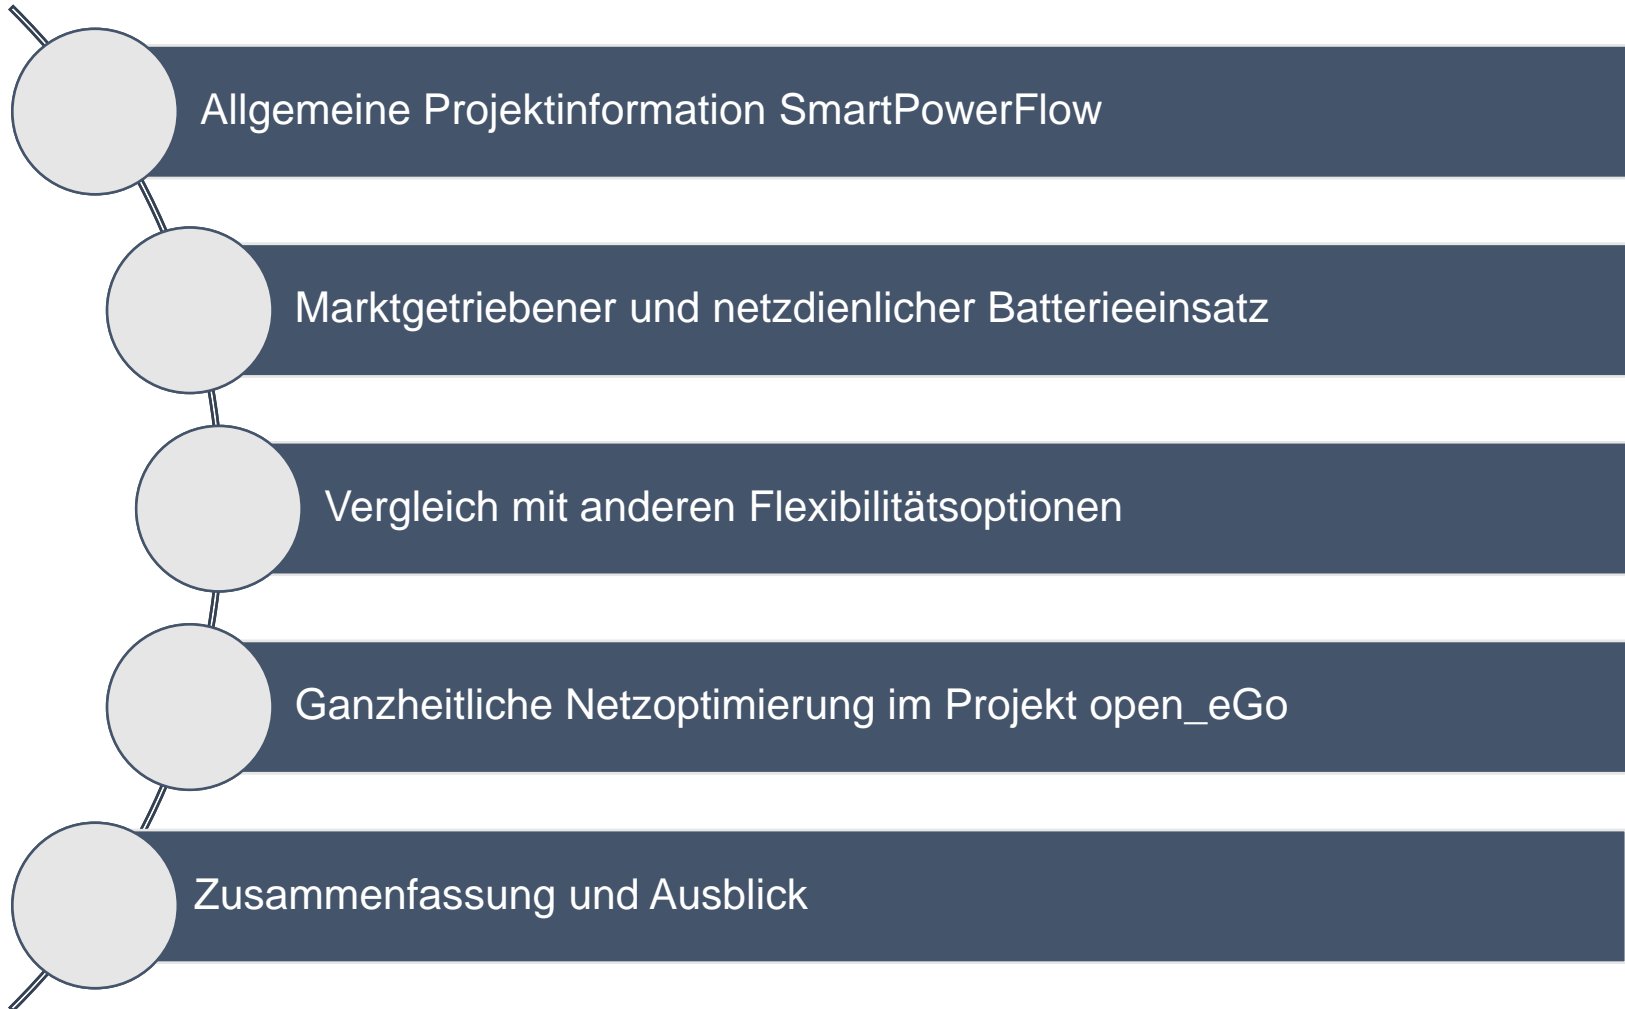 Allgemeine Projektinformation SmartPowerFlow
Marktgetriebener und netzdienlicher Batterieeinsatz
Vergleich mit anderen Flexibilitätsoptionen
Ganzheitliche Netzoptimierung im Projekt open_eGo
Zusammenfassung und Ausblick